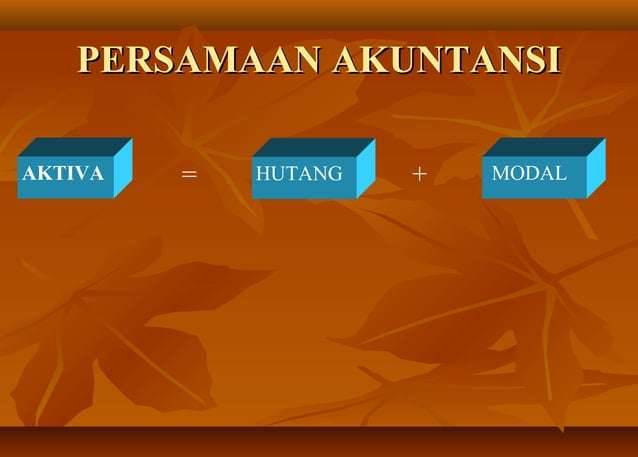 PERSAMAAN AKUNTANSI
AKTIVA = HUTANG + MODAL